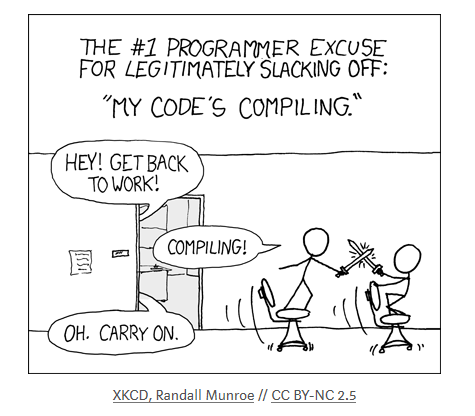 THE #1 PROGRAMMER EXCUSE
FOR LEGITIMATELY SLACKING OFF:
"MY CODE'S COMPILING."
HEY! GET BACK
TO WORK!
COMPILING!
OH. CARRY ON.
XKCD, Randall Munroe // CC BY-NC 2.5